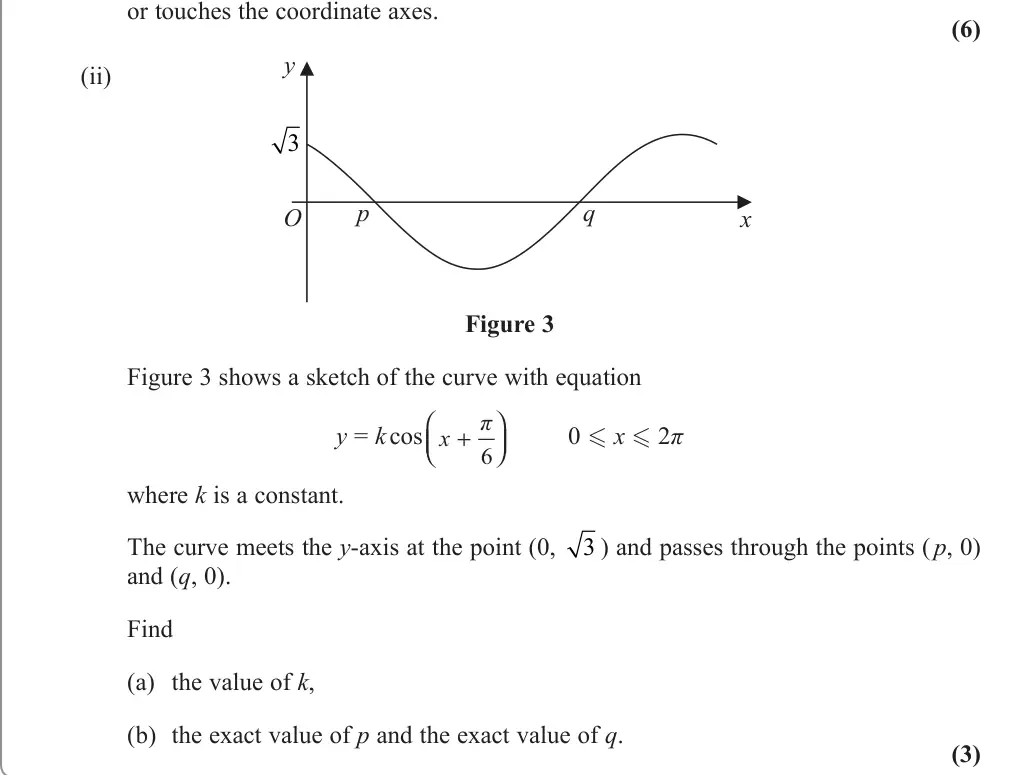 or touches the coordinate axes.
(6)
(ii)
y
√3
O
p
q
x
Figure 3
Figure 3 shows a sketch of the curve with equation
y = k cos(x + π/6)  0 ⩽ x ⩽ 2π
where k is a constant.
The curve meets the y-axis at the point (0, √3) and passes through the points (p, 0)
and (q, 0).
Find
(a) the value of k,
(b) the exact value of p and the exact value of q.
(3)